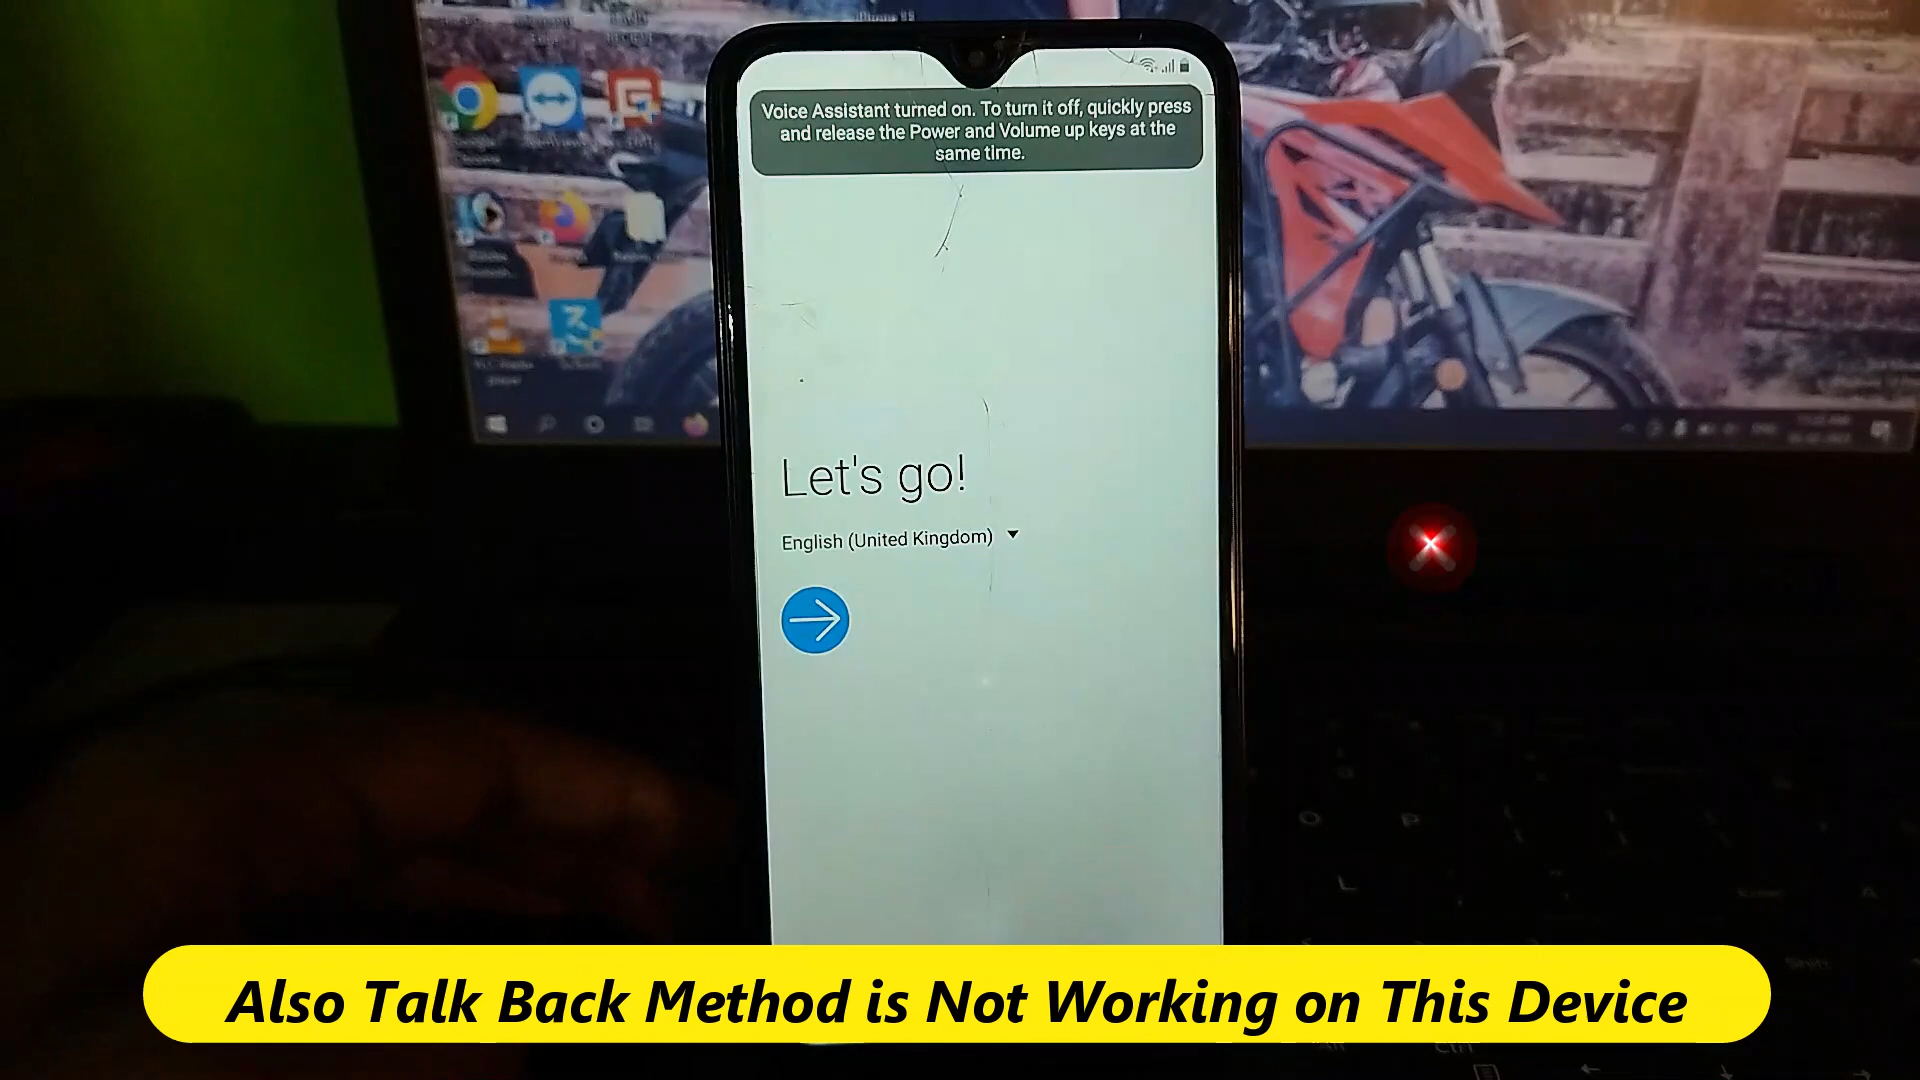 Voice Assistant turned on. To turn it off, quickly press
and release the Power and Volume up keys at the
same time.
Let's go!
English (United Kingdom)
O
P
L
Also Talk Back Method is Not Working on This Device